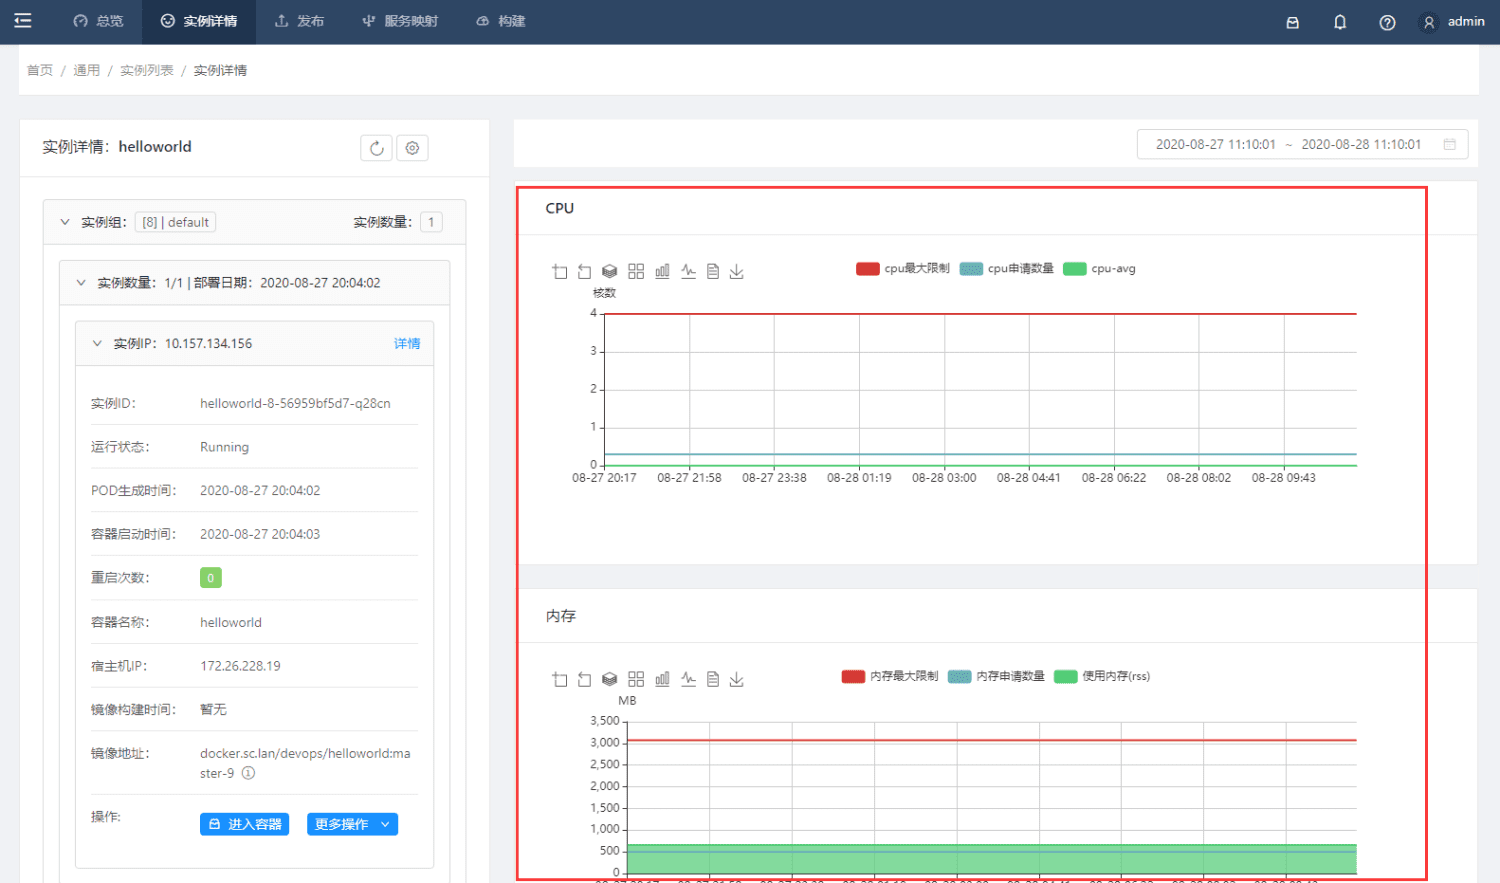 总览 实例详情 发布 服务映射 构建 admin
首页 / 通用 / 实例列表 / 实例详情
实例详情：helloworld
2020-08-27 11:10:01 ~ 2020-08-28 11:10:01
实例组： [8] | default 实例数量： 1
实例数量：1/1 | 部署日期：2020-08-27 20:04:02
实例IP：10.157.134.156 详情
实例ID： helloworld-8-56959bf5d7-q28cn
运行状态： Running
POD生成时间： 2020-08-27 20:04:02
容器启动时间： 2020-08-27 20:04:03
重启次数： 0
容器名称： helloworld
宿主机IP： 172.26.228.19
镜像构建时间： 暂无
镜像地址： docker.sc.lan/devops/helloworld:ma
ster-9
操作: 进入容器 更多操作
CPU
cpu最大限制 cpu申请数量 cpu-avg
核数
4
3
2
1
0
08-27 20:17 08-27 21:58 08-27 23:38 08-28 01:19 08-28 03:00 08-28 04:41 08-28 06:22 08-28 08:02 08-28 09:43
内存
内存最大限制 内存申请数量 使用内存(rss)
MB
3,500
3,000
2,500
2,000
1,500
1,000
500
0